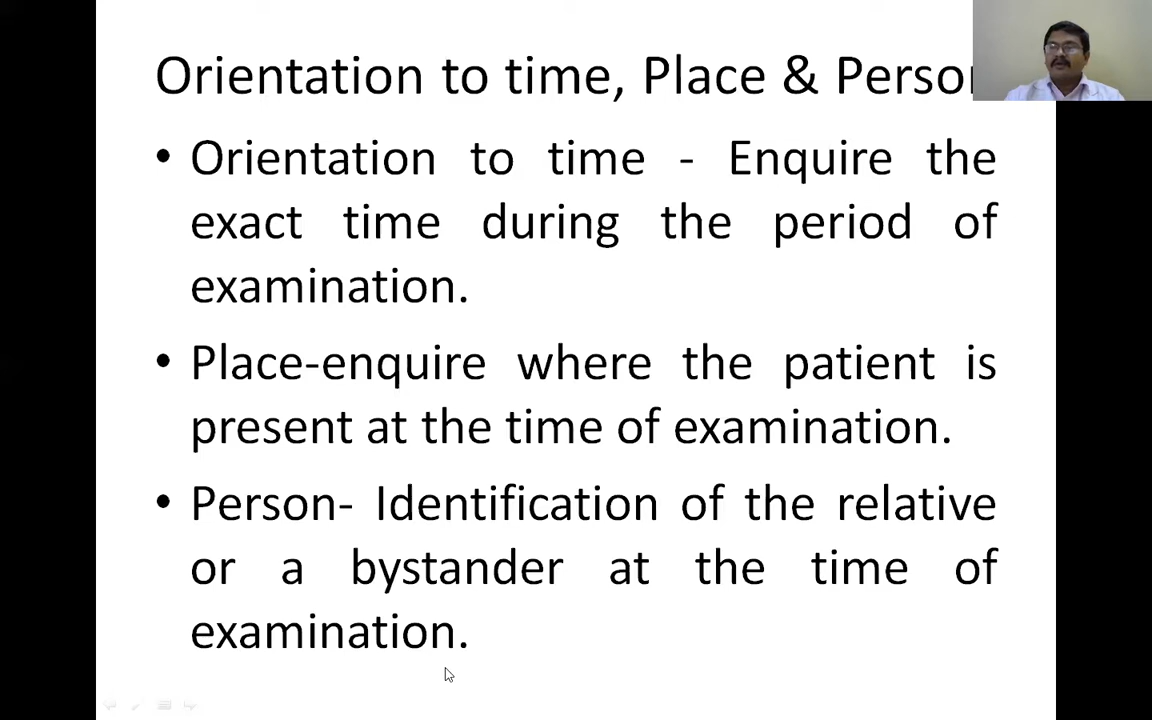 Orientation to time, Place & Person
• Orientation to time - Enquire the
exact time during the period of
examination.
• Place-enquire where the patient is
present at the time of examination.
• Person- Identification of the relative
or a bystander at the time of
examination.